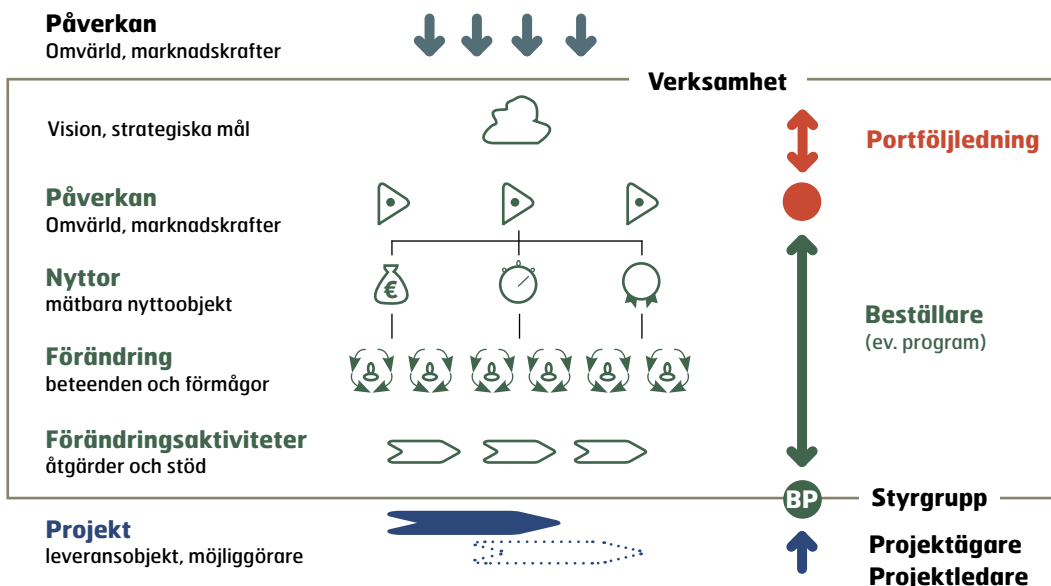 Påverkan
Omvärld, marknadskrafter
Verksamhet
Vision, strategiska mål
Portföljledning
Påverkan
Omvärld, marknadskrafter
Nyttor
mätbara nyttoobjekt
€
Beställare
(ev. program)
Förändring
beteenden och förmågor
Förändringsaktiviteter
åtgärder och stöd
BP
Styrgrupp
Projekt
leveransobjekt, möjliggörare
Projektägare
Projektledare